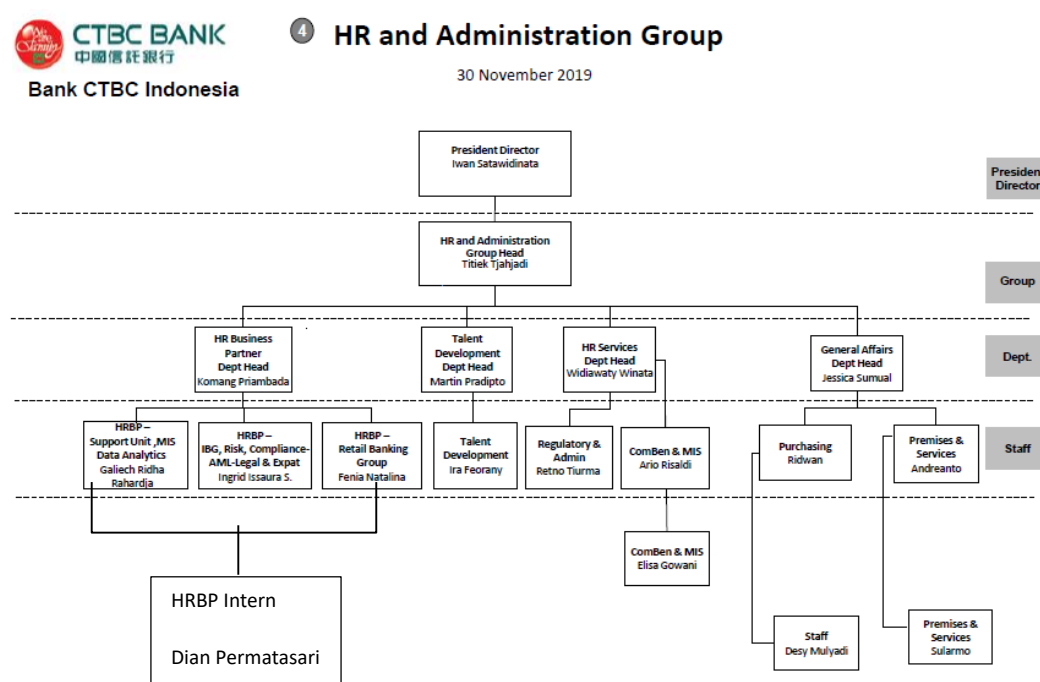 CTBC BANK
中國信託銀行
Bank CTBC Indonesia
4 HR and Administration Group
30 November 2019
President Director
Iwan Satawidinata
Presiden
Director
HR and Administration
Group Head
Titiek Tjahjadi
Group
HR Business
Partner
Dept Head
Komang Priambada
Talent
Development
Dept Head
Martin Pradipto
HR Services
Dept Head
Widiawaty Winata
General Affairs
Dept Head
Jessica Sumual
Dept.
HRBP –
Support Unit ,MIS
Data Analytics
Galiech Ridha
Rahardja
HRBP –
IBG, Risk, Compliance-
AML-Legal & Expat
Ingrid Issaura S.
HRBP –
Retail Banking
Group
Fenia Natalina
Talent
Development
Ira Feorany
Regulatory &
Admin
Retno Tiurma
ComBen & MIS
Ario Risaldi
Purchasing
Ridwan
Premises &
Services
Andreanto
Staff
ComBen & MIS
Elisa Gowani
HRBP Intern
Dian Permatasari
Staff
Desy Mulyadi
Premises &
Services
Sularmo